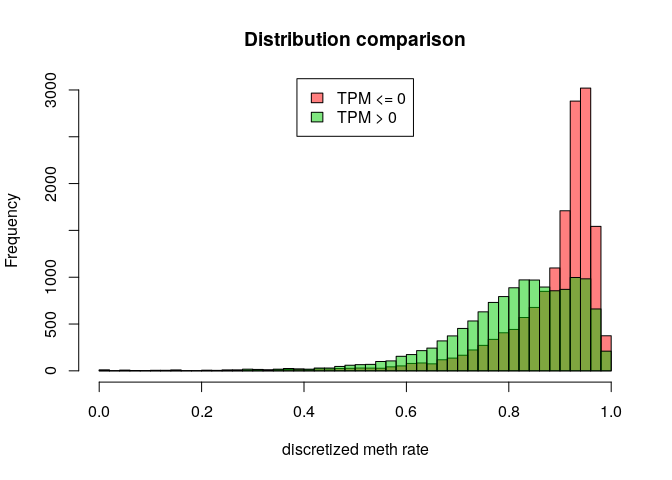 Distribution comparison
TPM <= 0
TPM > 0
Frequency
3000
2000
1000
500
0
0.0 0.2 0.4 0.6 0.8 1.0
discretized meth rate